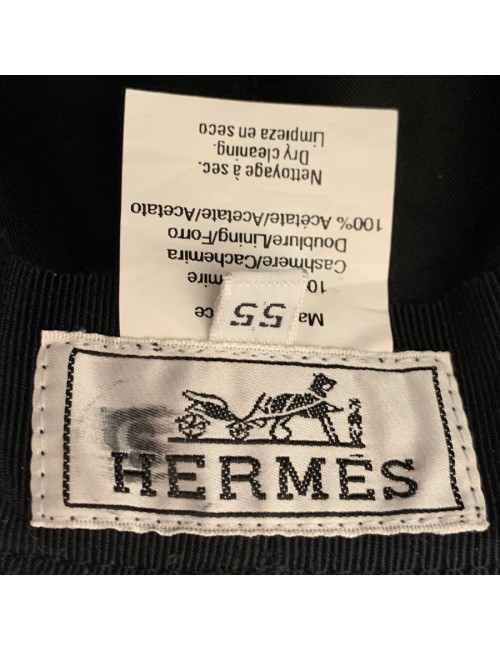 Cashmere/Cachemira
Doublure/Lining/Forro
100% Acétate/Acetate/Acetato
Nettoyage à sec.
Dry cleaning.
Limpieza en seco
55
HERMÈS